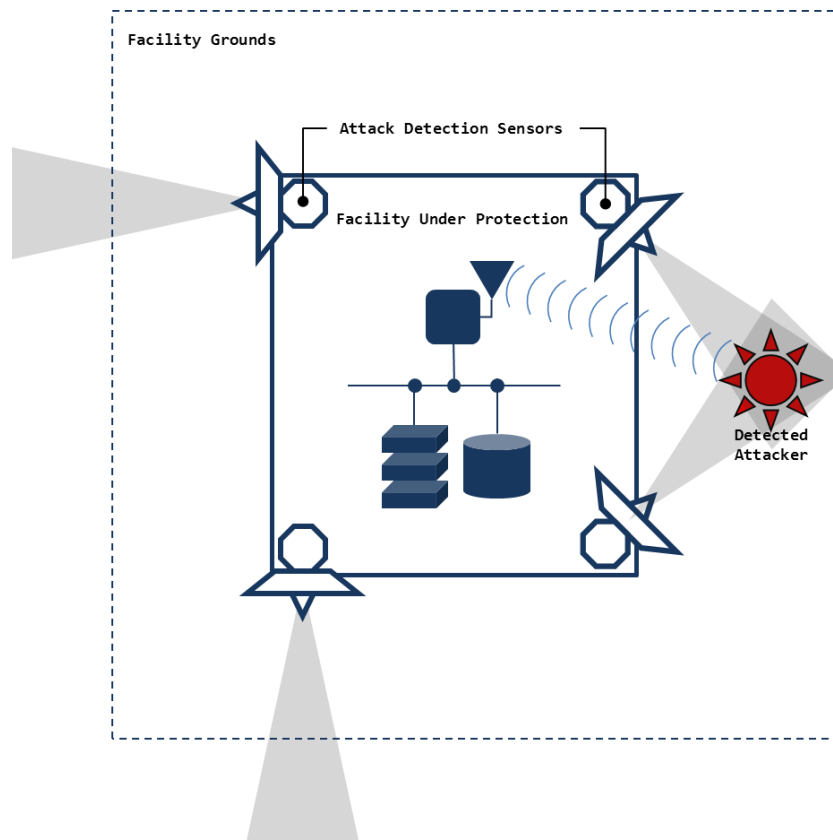 Facility Grounds
Attack Detection Sensors
Facility Under Protection
Detected
Attacker